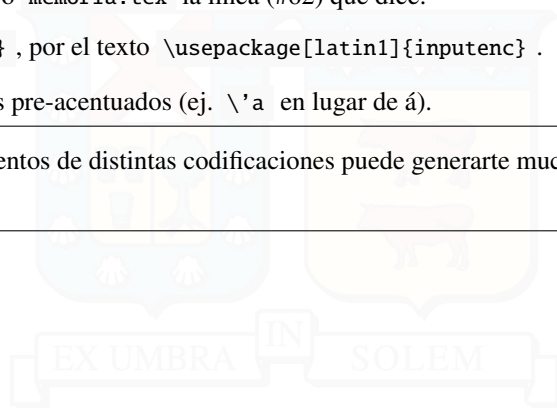 memoria.tex la línea (#62) que dice:
} , por el texto \usepackage[latin1]{inputenc} .
s pre-acentuados (ej. \'a en lugar de á).
entos de distintas codificaciones puede generarte muc
EX UMBRA IN SOLEM